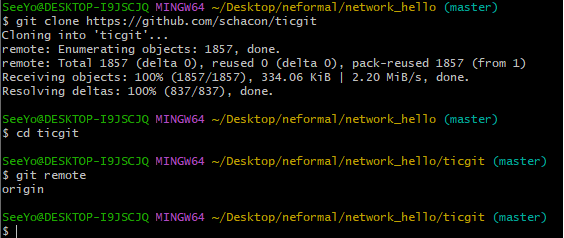 SeeYo@DESKTOP-I9JSCJQ MINGW64 ~/Desktop/neformal/network_hello (master)
$ git clone https://github.com/schacon/ticgit
Cloning into 'ticgit'...
remote: Enumerating objects: 1857, done.
remote: Total 1857 (delta 0), reused 0 (delta 0), pack-reused 1857 (from 1)
Receiving objects: 100% (1857/1857), 334.06 KiB | 2.20 MiB/s, done.
Resolving deltas: 100% (837/837), done.
SeeYo@DESKTOP-I9JSCJQ MINGW64 ~/Desktop/neformal/network_hello (master)
$ cd ticgit
SeeYo@DESKTOP-I9JSCJQ MINGW64 ~/Desktop/neformal/network_hello/ticgit (master)
$ git remote
origin
SeeYo@DESKTOP-I9JSCJQ MINGW64 ~/Desktop/neformal/network_hello/ticgit (master)
$